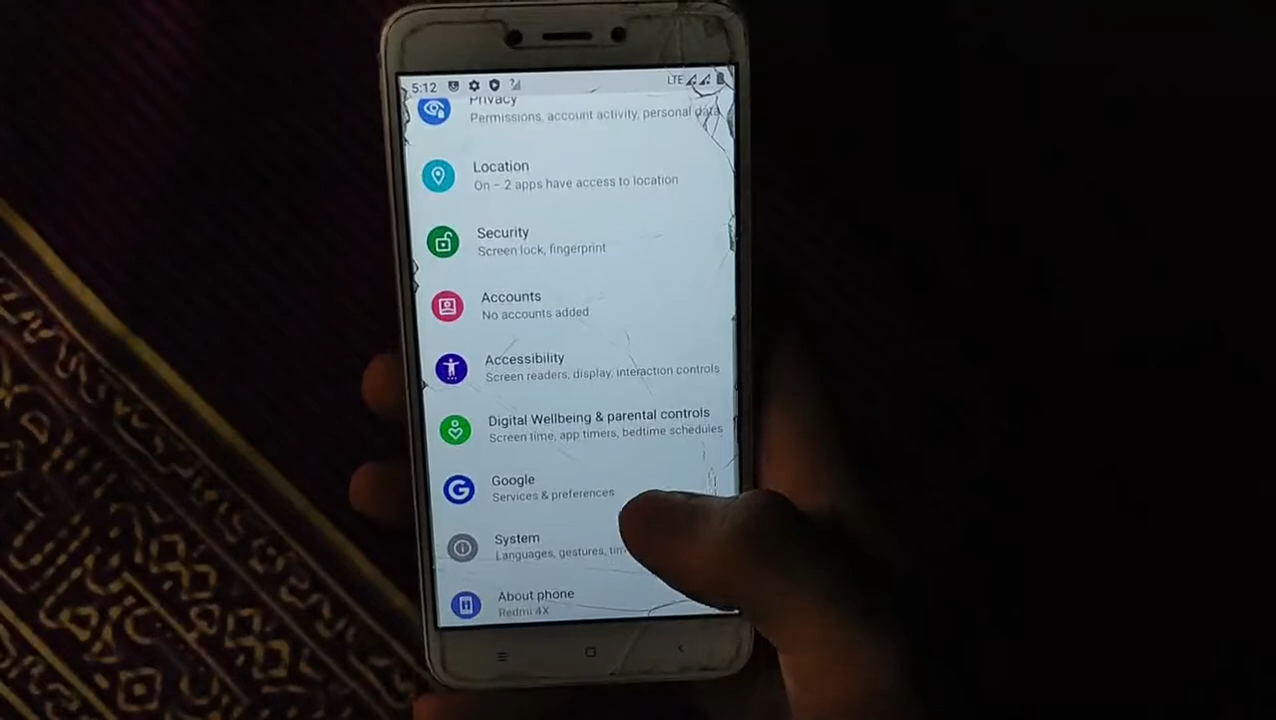 5:12
LTE
Privacy
Permissions, account activity, personal data
Location
On – 2 apps have access to location
Security
Screen lock, fingerprint
Accounts
No accounts added
Accessibility
Screen readers, display, interaction controls
Digital Wellbeing & parental controls
Screen time, app timers, bedtime schedules
Google
Services & preferences
System
Languages, gestures,
About phone
Redmi 4X